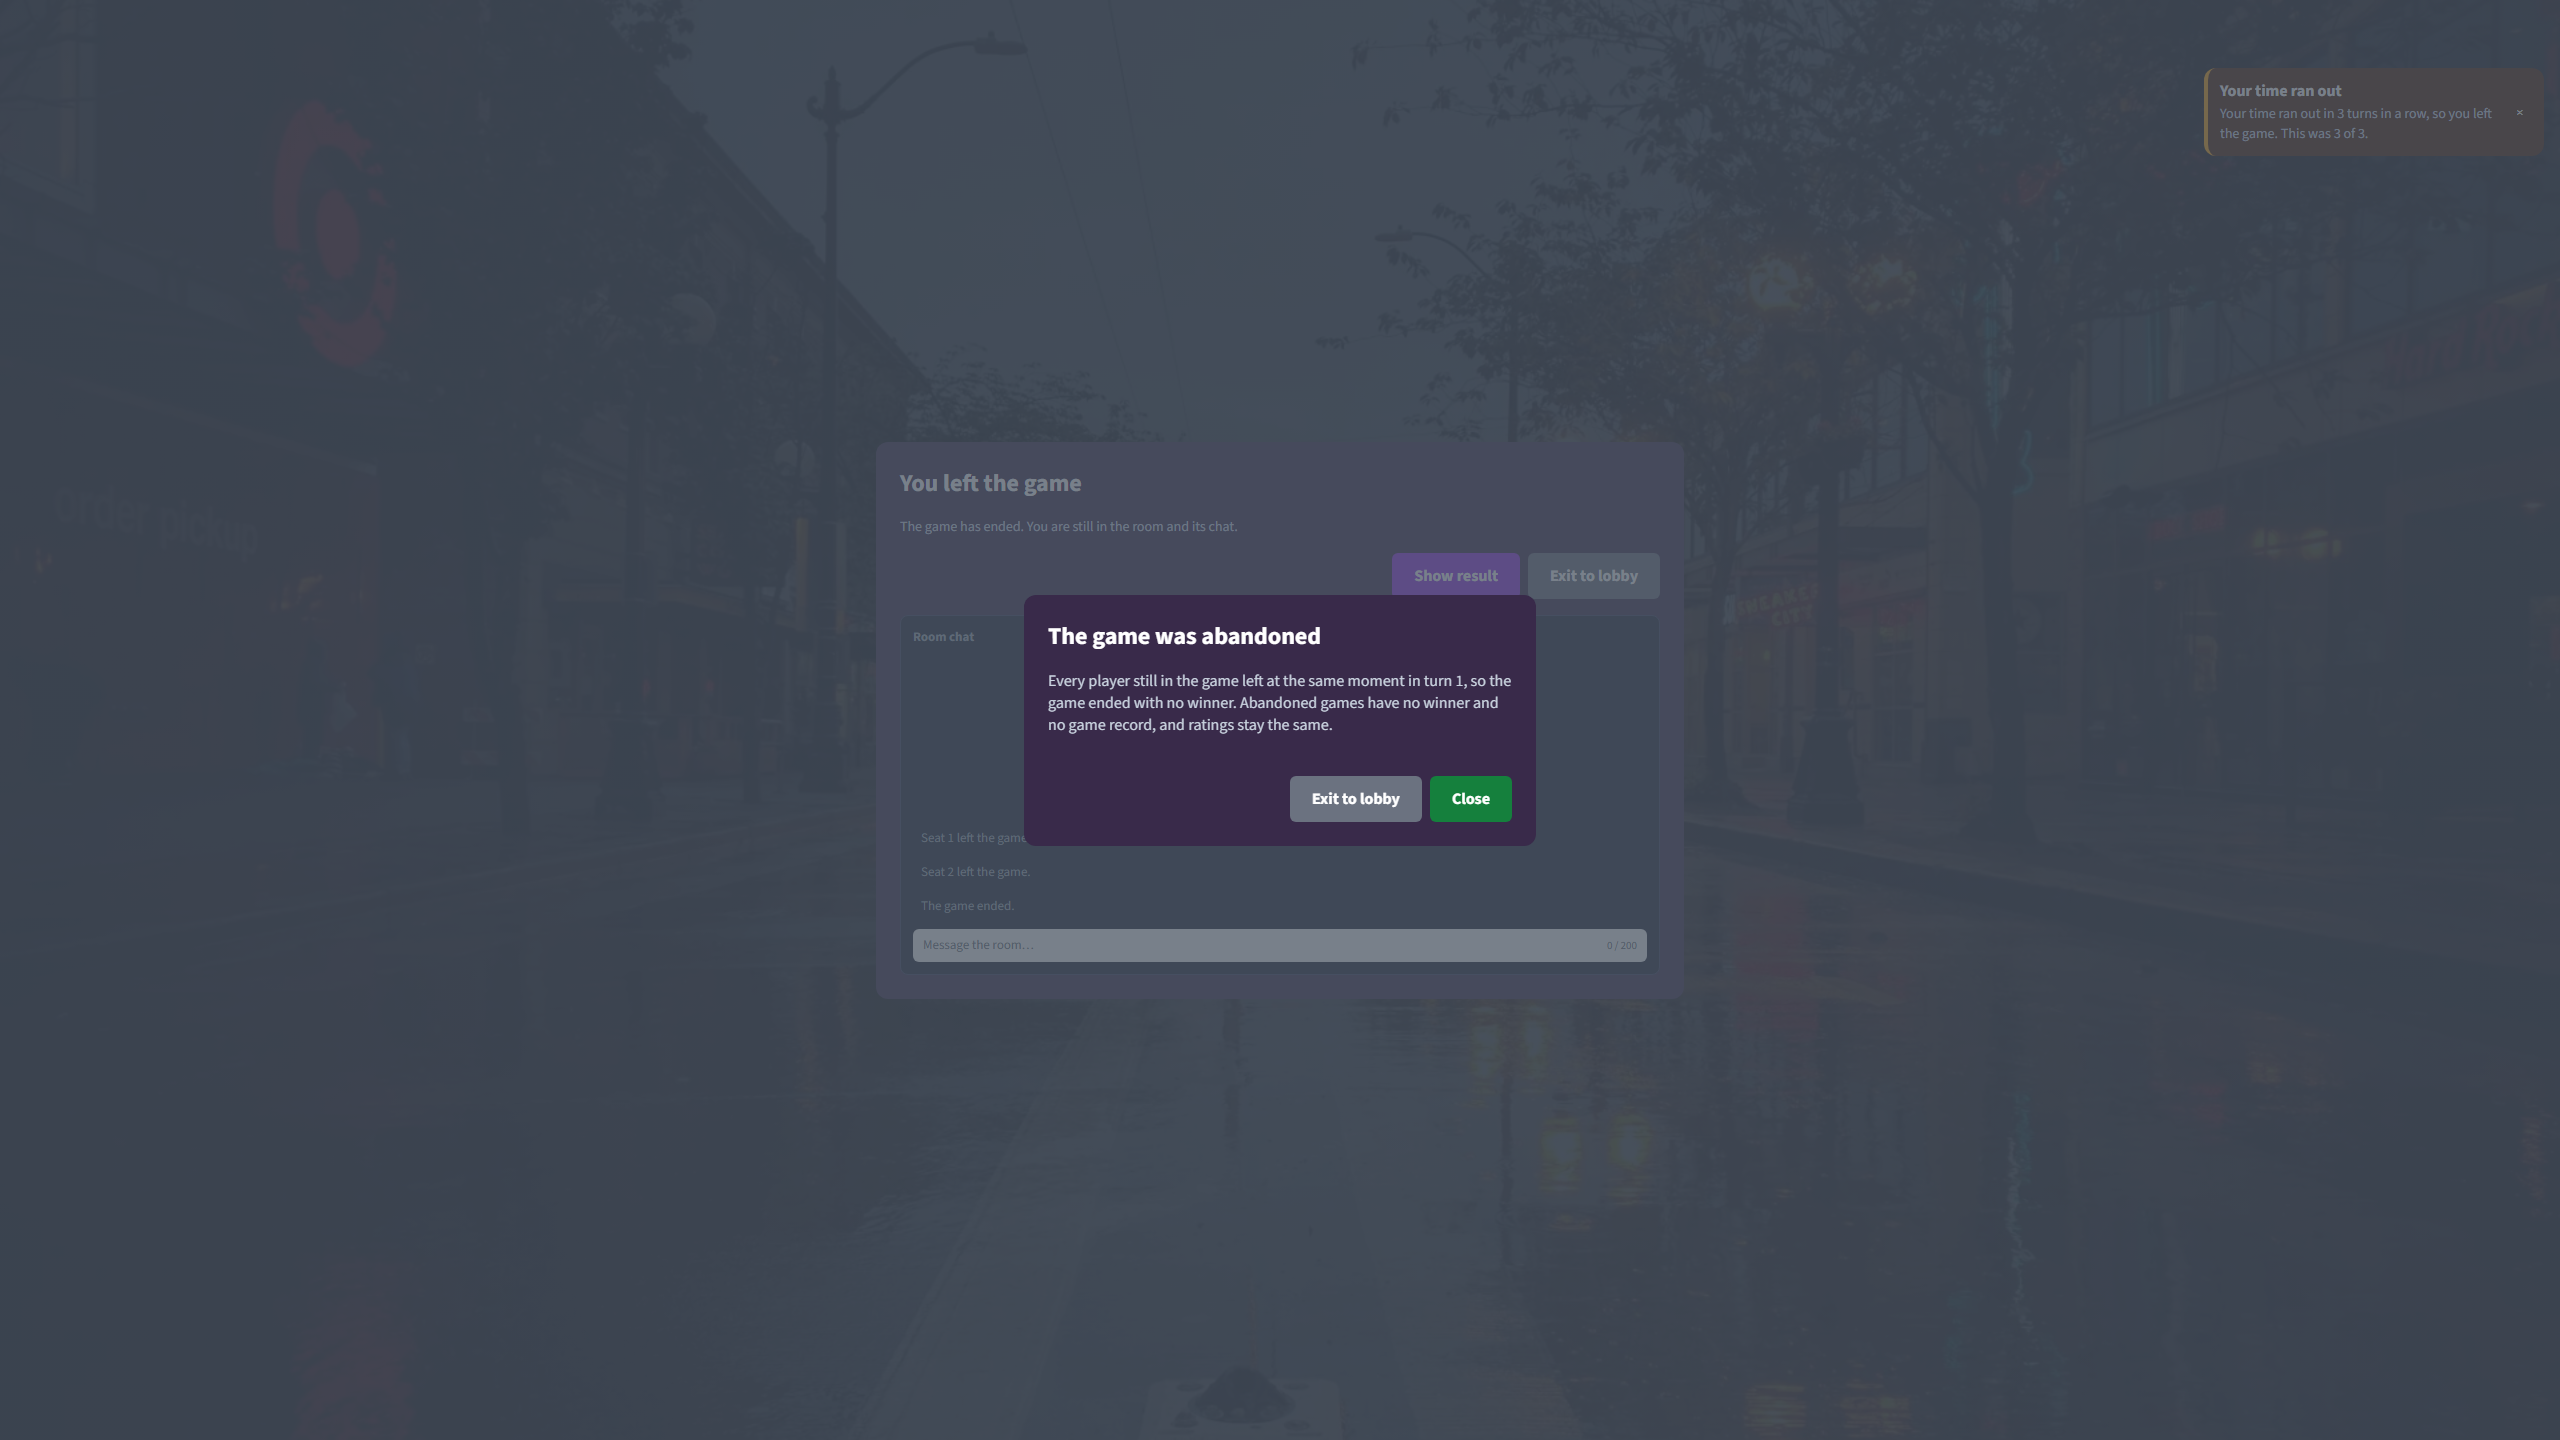 Your time ran out
Your time ran out in 3 turns in a row, so you left
the game. This was 3 of 3.
×
order pickup
You left the game
The game has ended. You are still in the room and its chat.
Show result
Exit to lobby
Room chat
The game was abandoned
Every player still in the game left at the same moment in turn 1, so the
game ended with no winner. Abandoned games have no winner and
no game record, and ratings stay the same.
Exit to lobby
Close
SNEAKER
CITY
Seat 1 left the game
Seat 2 left the game.
The game ended.
Message the room…
0 / 200